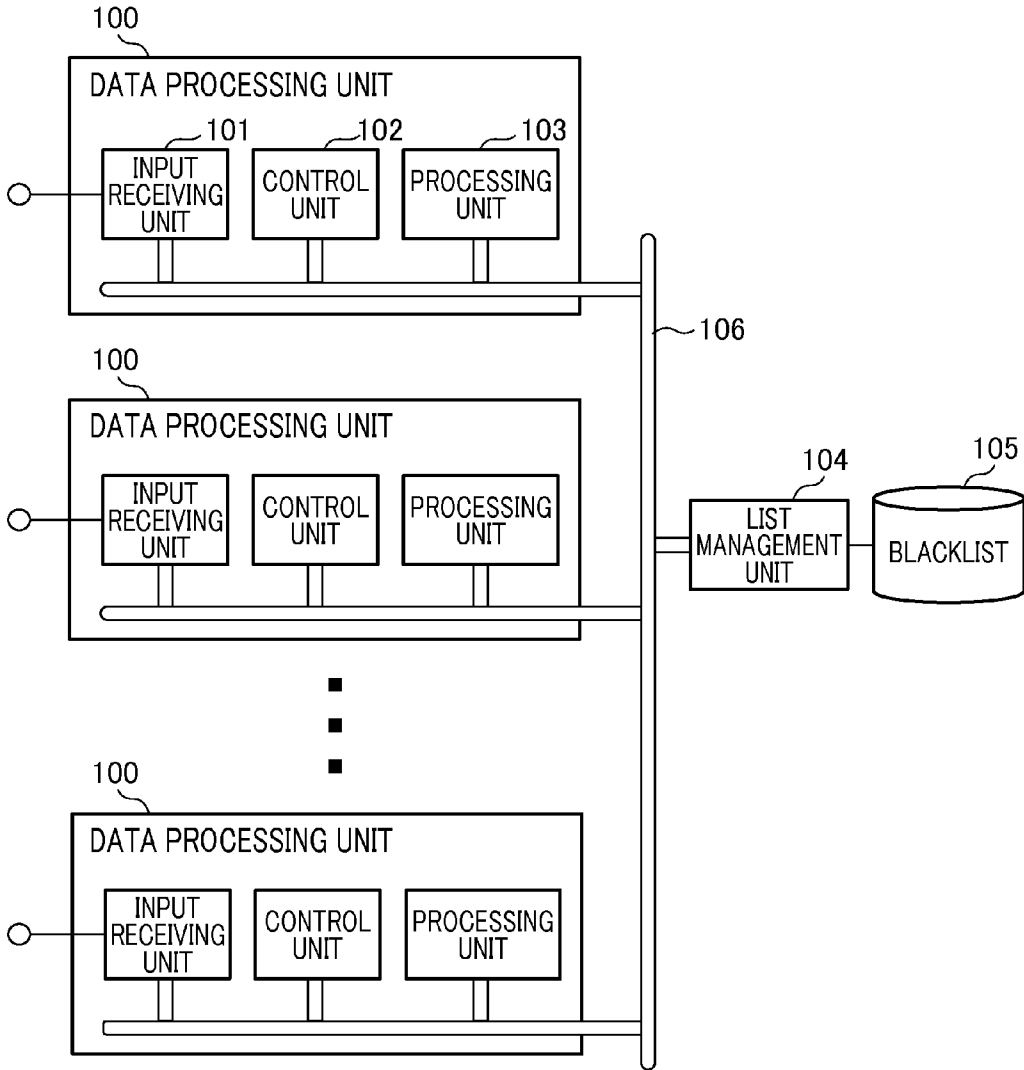 100
DATA PROCESSING UNIT
101
102
103
INPUT
RECEIVING
UNIT
CONTROL
UNIT
PROCESSING
UNIT
106
100
DATA PROCESSING UNIT
INPUT
RECEIVING
UNIT
CONTROL
UNIT
PROCESSING
UNIT
104
105
LIST
MANAGEMENT
UNIT
BLACKLIST
100
DATA PROCESSING UNIT
INPUT
RECEIVING
UNIT
CONTROL
UNIT
PROCESSING
UNIT